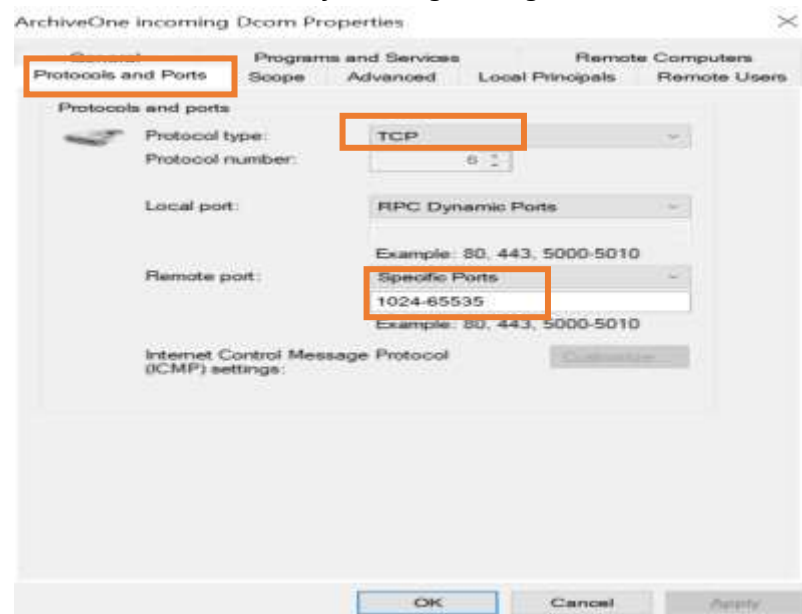 ArchiveOne incoming Dcom Properties
General Programs and Services Remote Computers
Protocols and Ports Scope Advanced Local Principals Remote Users
Protocols and ports
Protocol type: TCP
Protocol number: 6
Local port: RPC Dynamic Ports
Example: 80, 443, 5000-5010
Remote port: Specific Ports
1024-65535
Example: 80, 443, 5000-5010
Internet Control Message Protocol
(ICMP) settings: Customize...
OK Cancel Apply